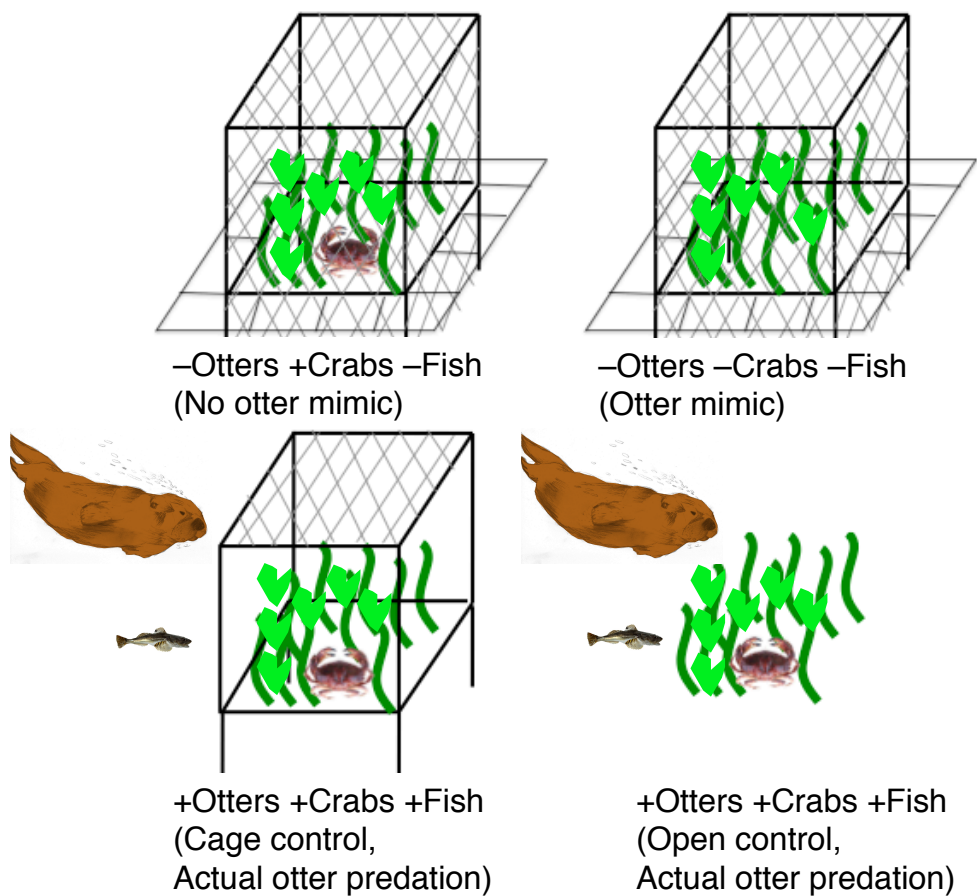 –Otters +Crabs –Fish
(No otter mimic)
–Otters –Crabs –Fish
(Otter mimic)
+Otters +Crabs +Fish
(Cage control,
Actual otter predation)
+Otters +Crabs +Fish
(Open control,
Actual otter predation)